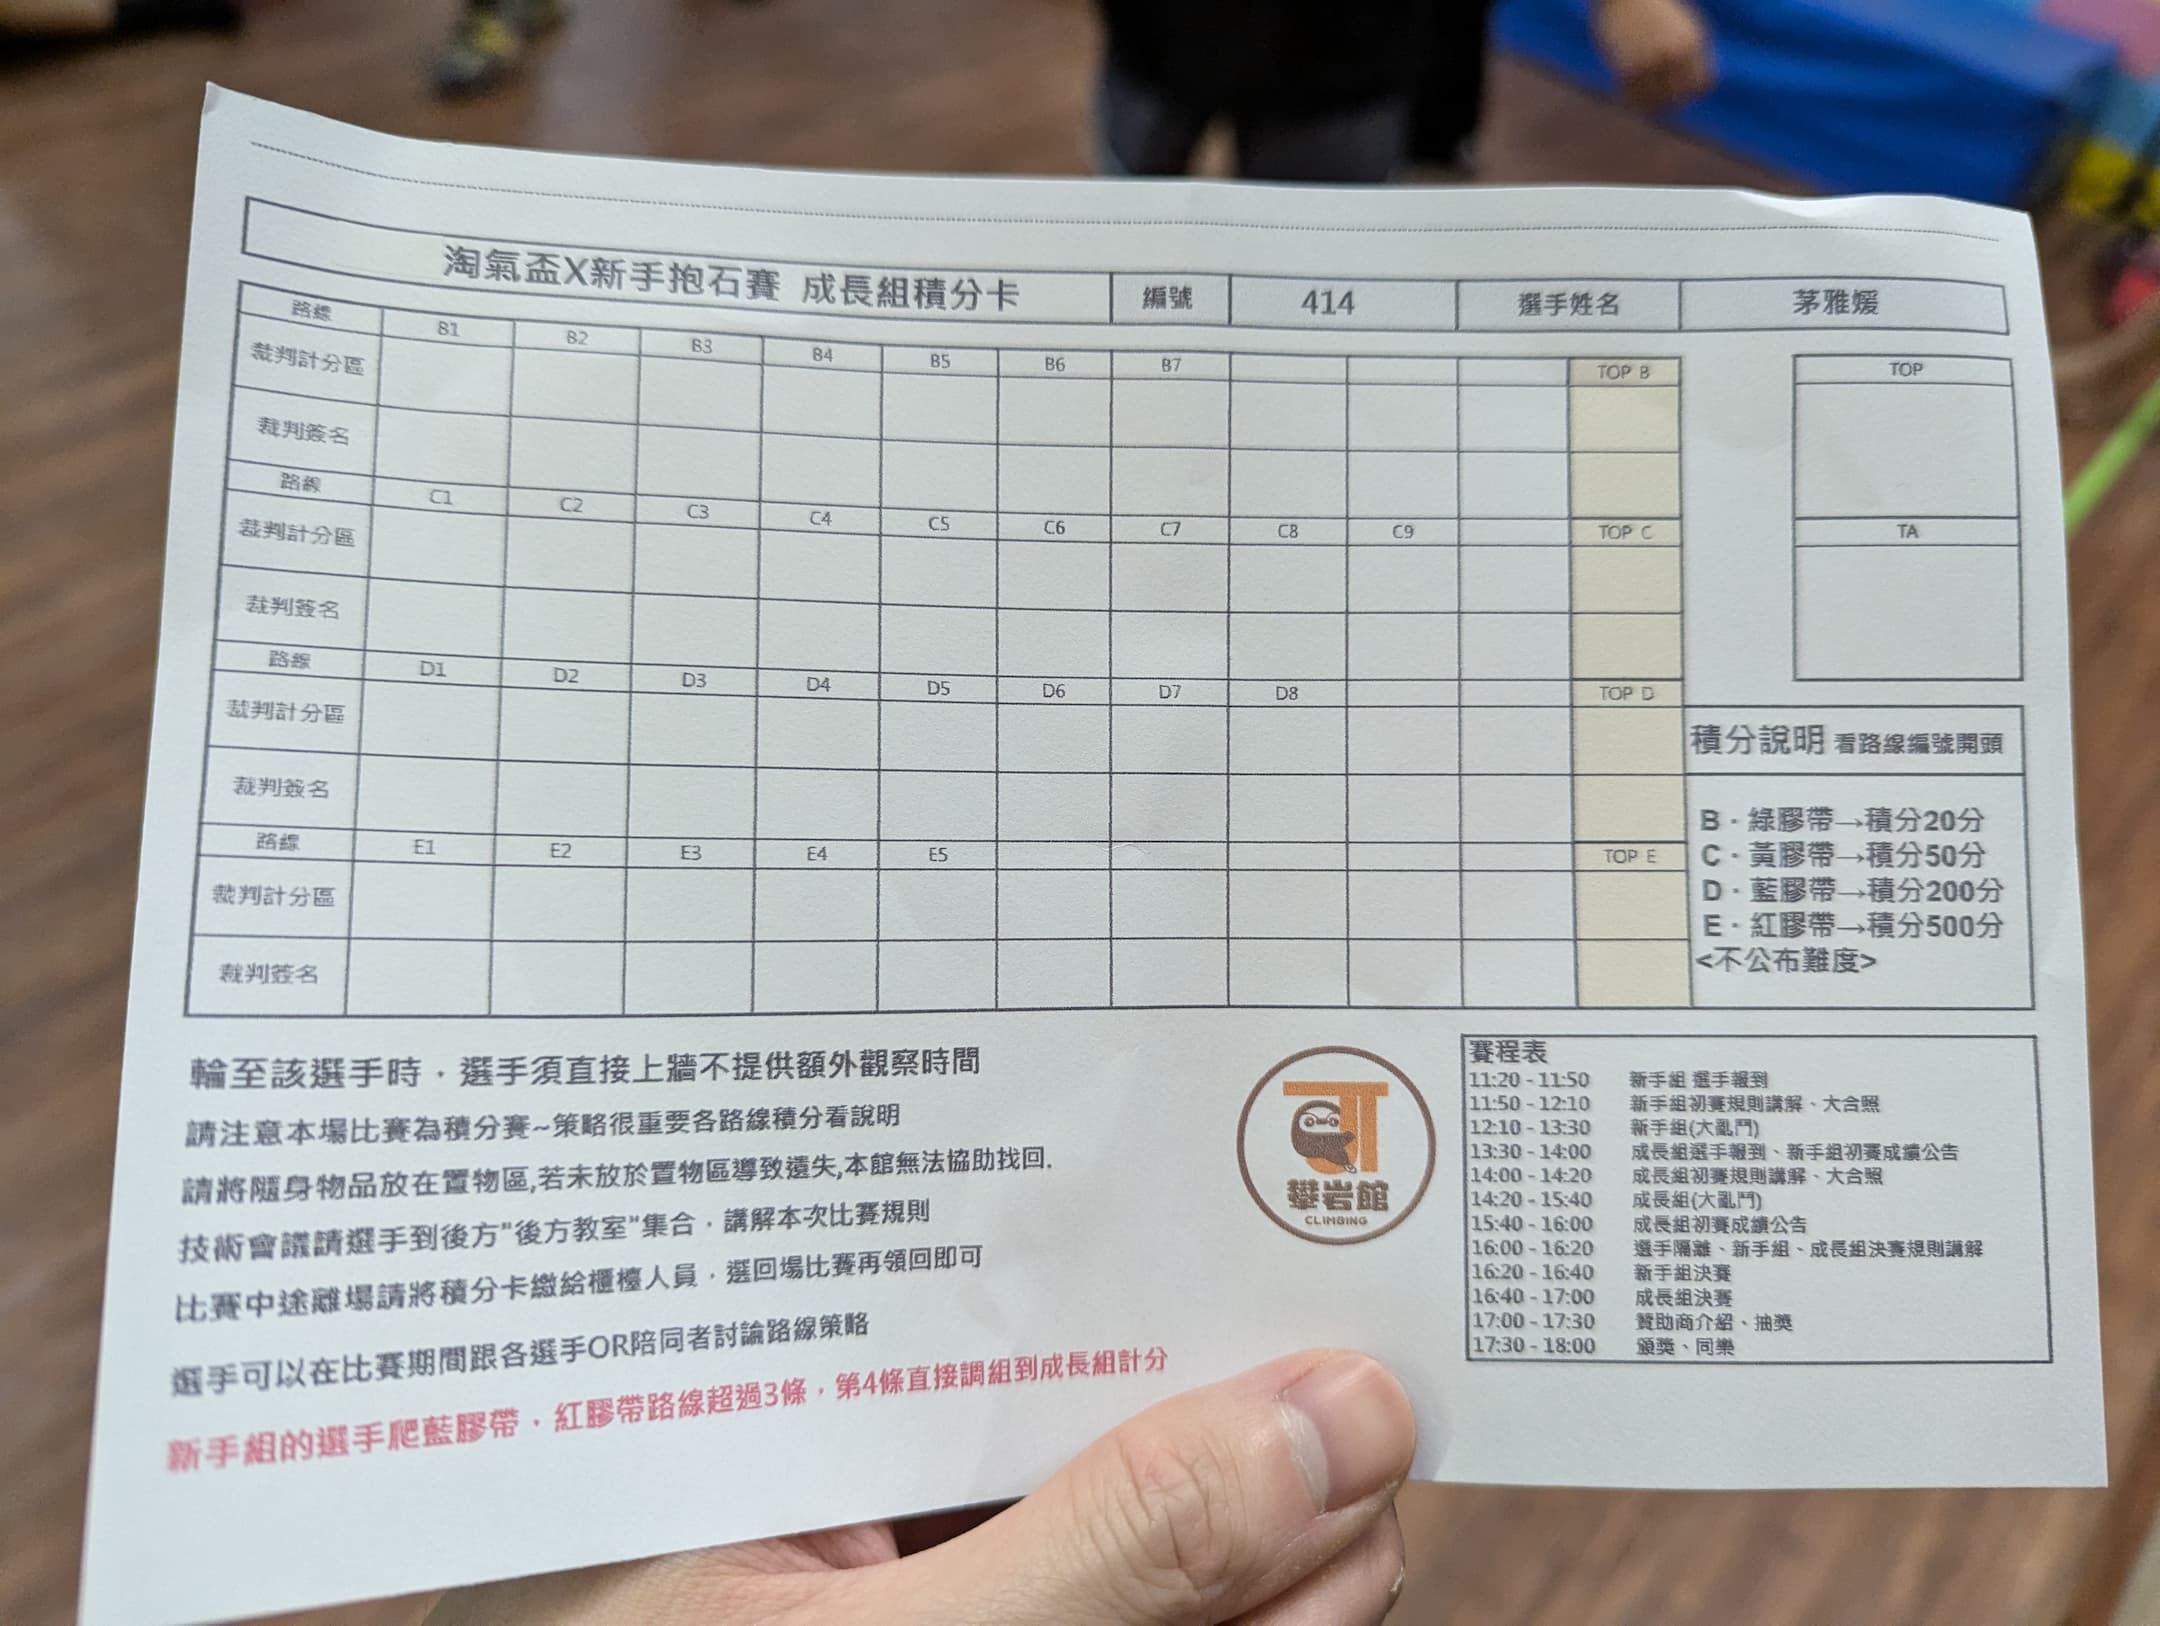 淘氣盃X新手抱石賽 成長組積分卡 編號 414 選手姓名 茅雅媛
路線 B1 B2 B3 B4 B5 B6 B7 TOP B
裁判計分區
裁判簽名
路線 C1 C2 C3 C4 C5 C6 C7 C8 C9 TOP C
裁判計分區
裁判簽名
路線 D1 D2 D3 D4 D5 D6 D7 D8 TOP D
裁判計分區
裁判簽名
路線 E1 E2 E3 E4 E5 TOP E
裁判計分區
裁判簽名
TOP
TA
積分說明 看路線編號開頭
B．綠膠帶→積分20分
C．黃膠帶→積分50分
D．藍膠帶→積分200分
E．紅膠帶→積分500分
<不公布難度>
輪至該選手時，選手須直接上牆不提供額外觀察時間
請注意本場比賽為積分賽~策略很重要各路線積分看說明
請將隨身物品放在置物區,若未放於置物區導致遺失,本館無法協助找回.
技術會議請選手到後方"後方教室"集合，講解本次比賽規則
比賽中途離場請將積分卡繳給櫃檯人員，選回場比賽再領回即可
選手可以在比賽期間跟各選手OR陪同者討論路線策略
新手組的選手爬藍膠帶．紅膠帶路線超過3條，第4條直接調組到成長組計分
攀岩館
CLIMBING
賽程表
11:20 - 11:50 新手組 選手報到
11:50 - 12:10 新手組初賽規則講解、大合照
12:10 - 13:30 新手組(大亂鬥)
13:30 - 14:00 成長組選手報到、新手組初賽成績公告
14:00 - 14:20 成長組初賽規則講解、大合照
14:20 - 15:40 成長組(大亂鬥)
15:40 - 16:00 成長組初賽成績公告
16:00 - 16:20 選手隔離、新手組、成長組決賽規則講解
16:20 - 16:40 新手組決賽
16:40 - 17:00 成長組決賽
17:00 - 17:30 贊助商介紹、抽獎
17:30 - 18:00 頒獎、同樂